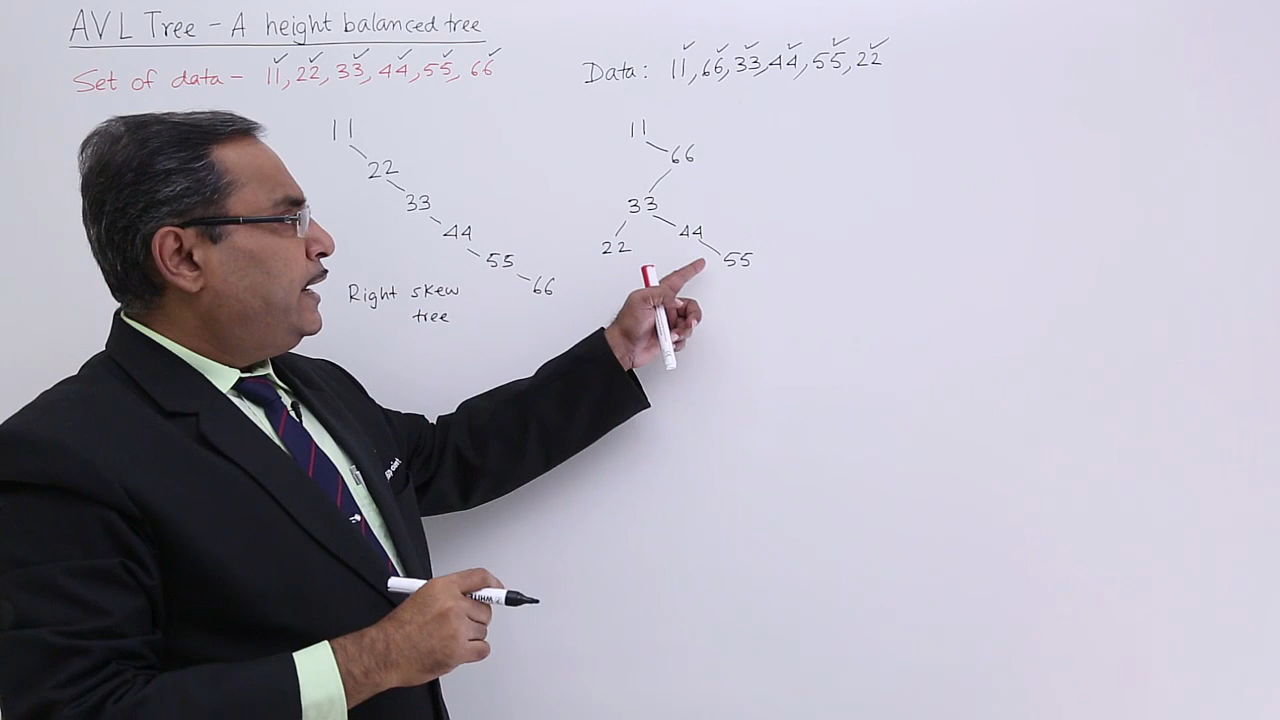 AVL Tree - A height balanced tree
Set of data - 11, 22, 33, 44, 55, 66
Data: 11, 66, 33, 44, 55, 22
11
22
33
44
55
66
Right skew
tree
11
66
33
22
44
55